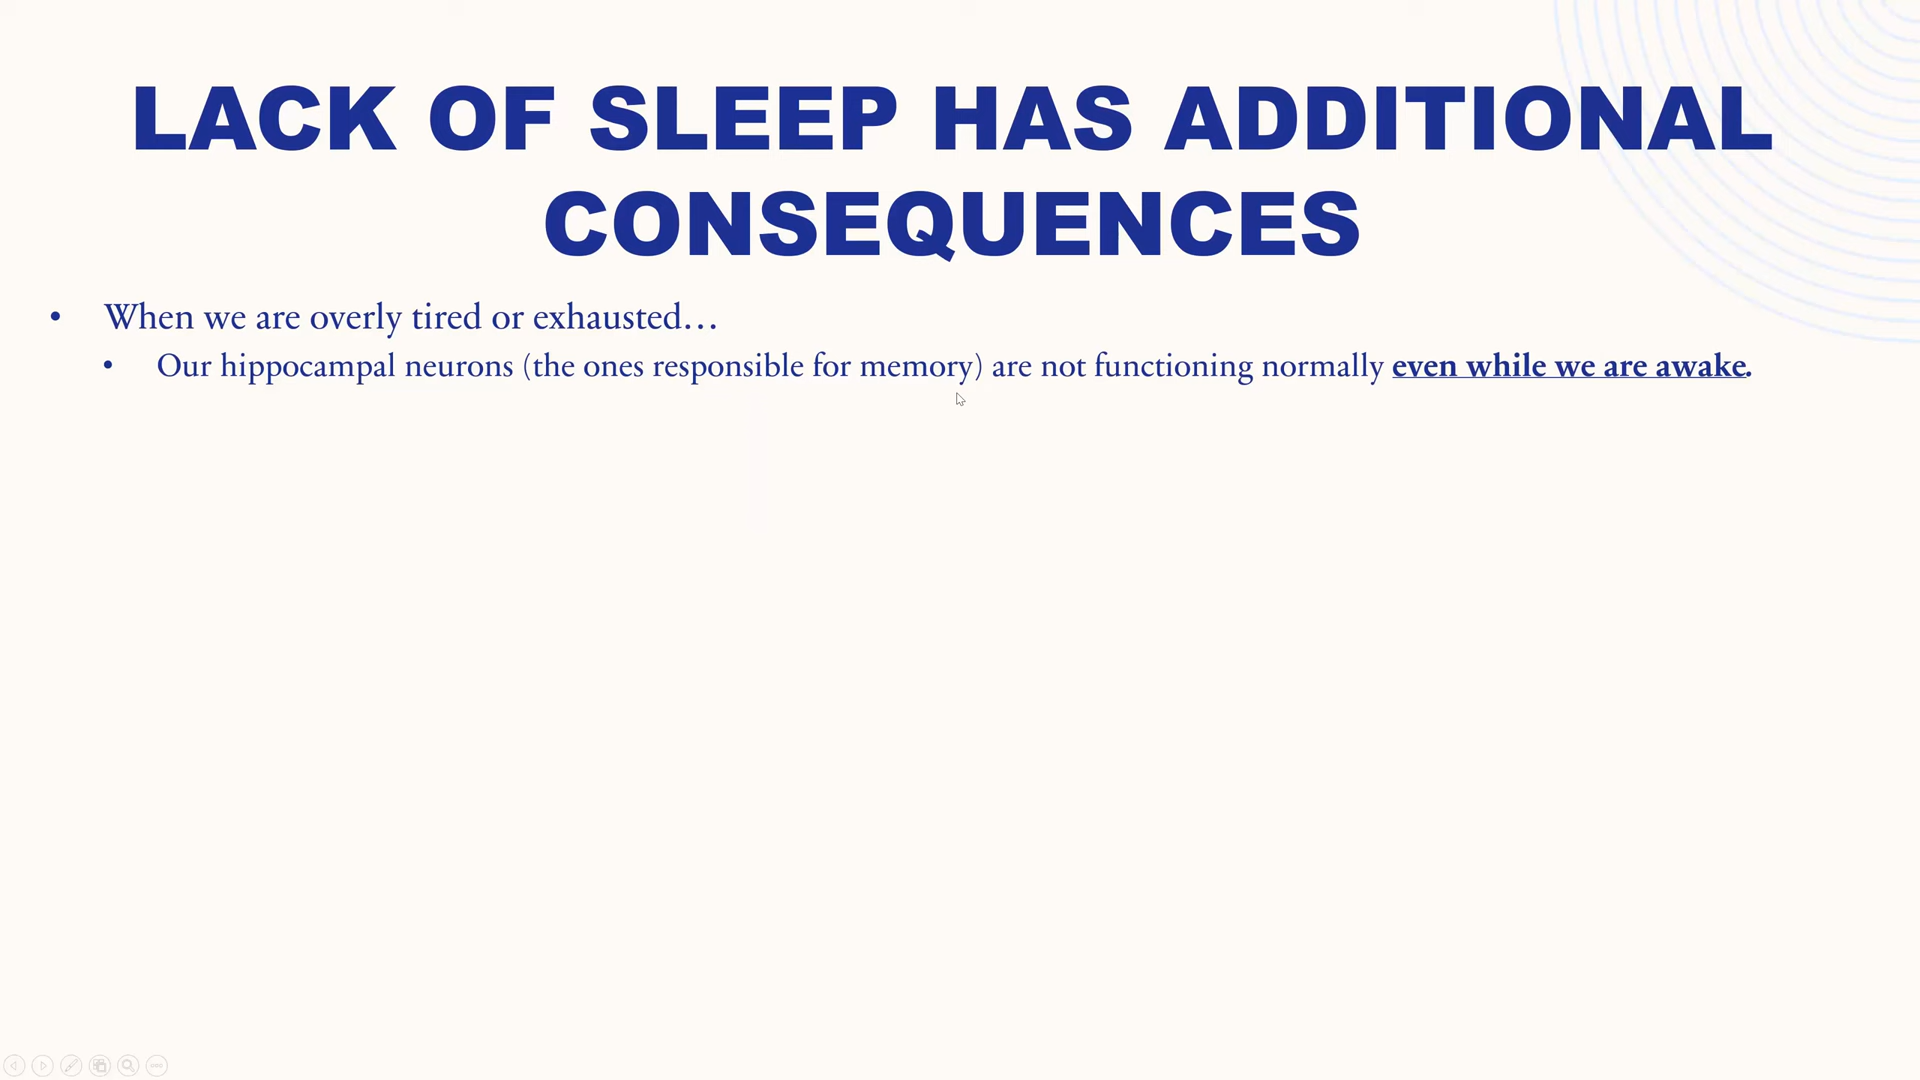 LACK OF SLEEP HAS ADDITIONAL
CONSEQUENCES
• When we are overly tired or exhausted…
• Our hippocampal neurons (the ones responsible for memory) are not functioning normally even while we are awake.